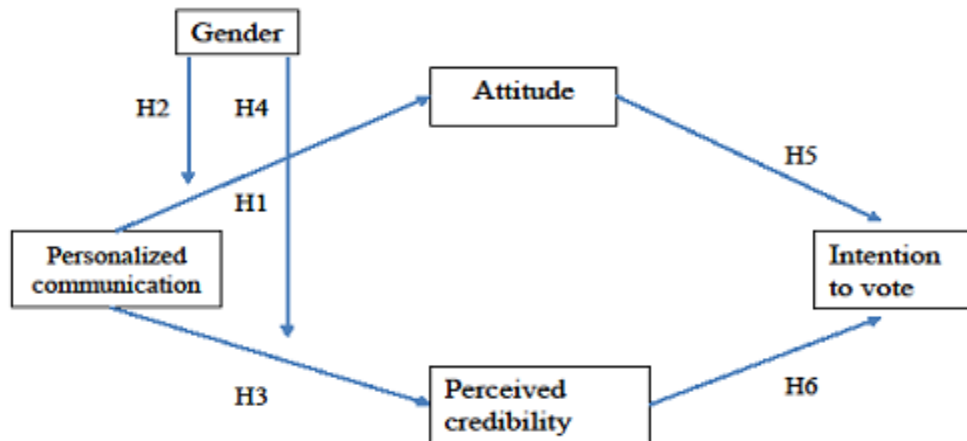 Gender
H2
H4
Attitude
H5
H1
Personalized
communication
Intention
to vote
H3
Perceived
credibility
H6